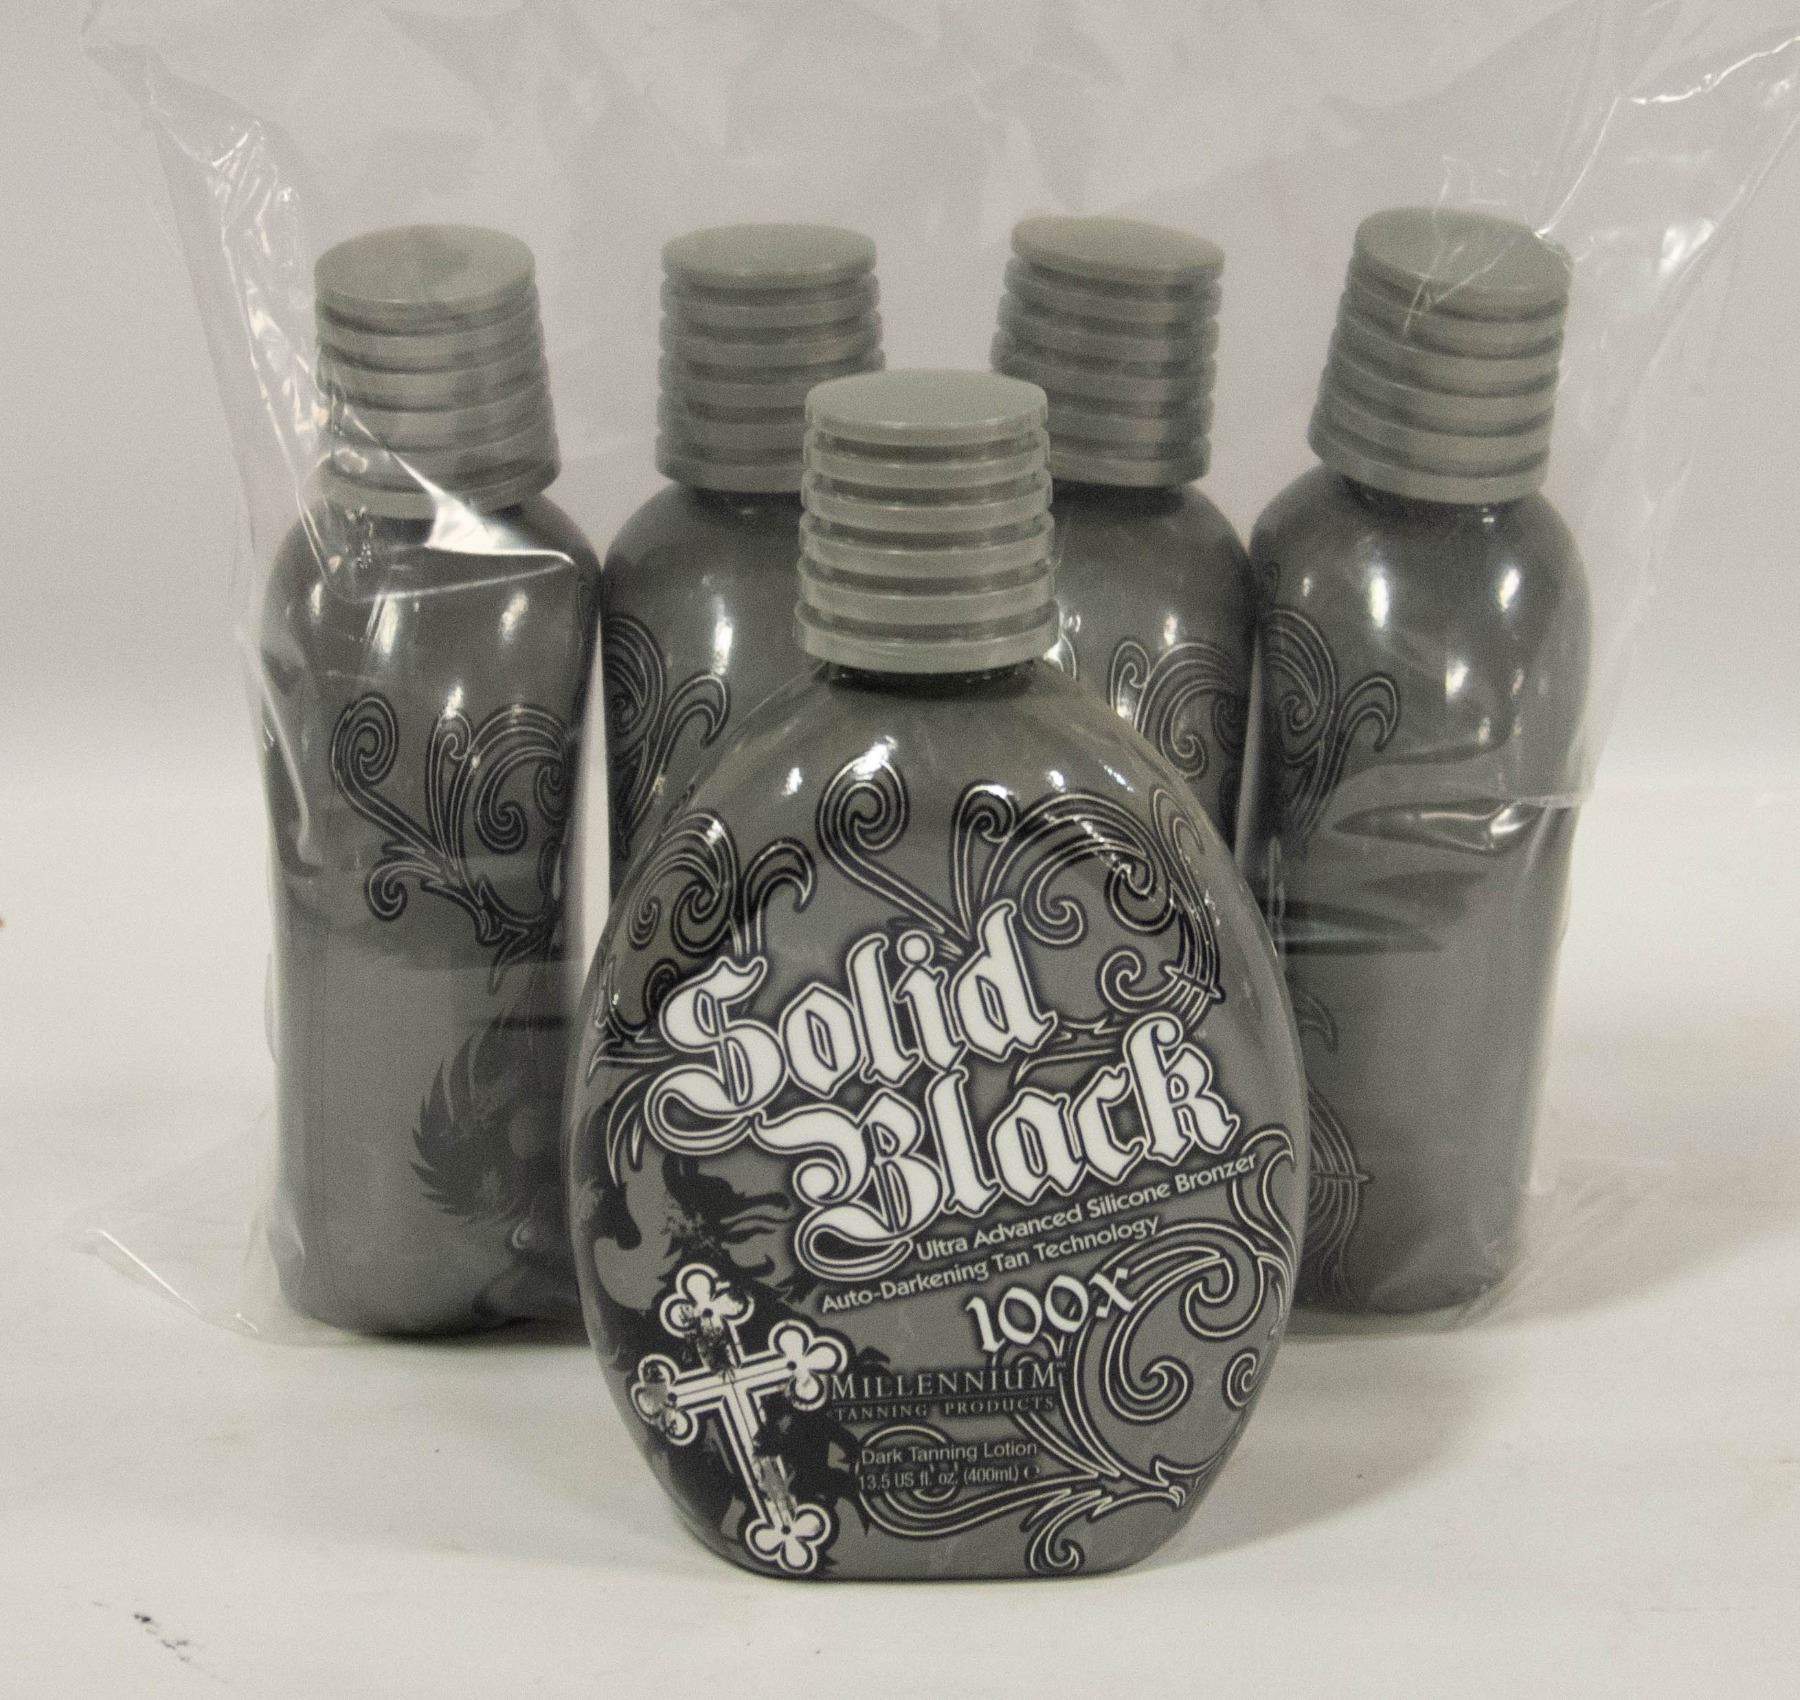 Solid
Black
Ultra Advanced Silicone Bronzer
Auto-Darkening Tan Technology
100x
MILLENNIUM™
TANNING PRODUCTS
Dark Tanning Lotion
13.5 US fl. oz. (400mL) ℮